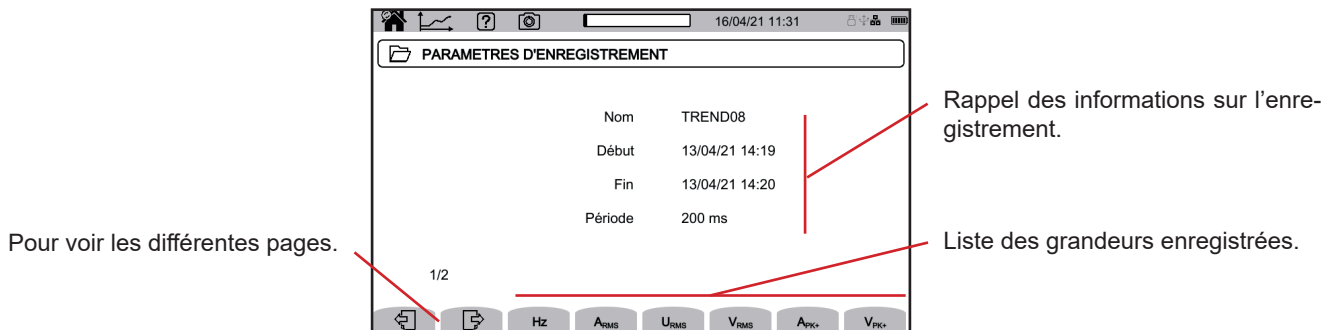 16/04/21 11:31
PARAMETRES D'ENREGISTREMENT
Nom TREND08
Début 13/04/21 14:19
Fin 13/04/21 14:20
Période 200 ms
1/2
Hz ARMS URMS VRMS APK+ VPK+
Rappel des informations sur l'enre-
gistrement.
Pour voir les différentes pages.
Liste des grandeurs enregistrées.